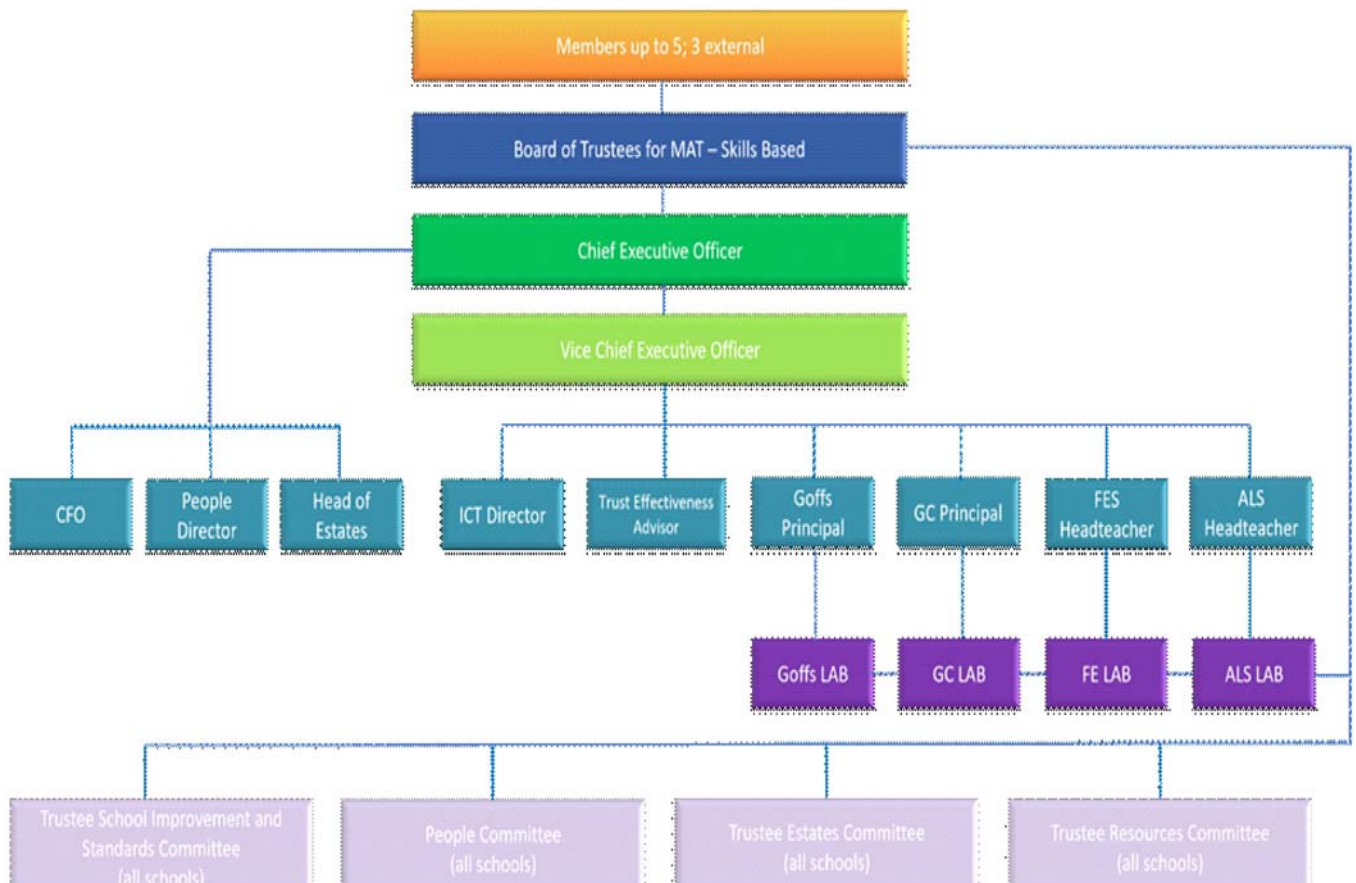 Members up to 5; 3 external
Board of Trustees for MAT – Skills Based
Chief Executive Officer
Vice Chief Executive Officer
CFO
People
Director
Head of
Estates
ICT Director
Trust Effectiveness
Advisor
Goffs
Principal
GC Principal
FES
Headteacher
ALS
Headteacher
Goffs LAB
GC LAB
FE LAB
ALS LAB
Trustee School Improvement and
Standards Committee
(all schools)
People Committee
(all schools)
Trustee Estates Committee
(all schools)
Trustee Resources Committee
(all schools)